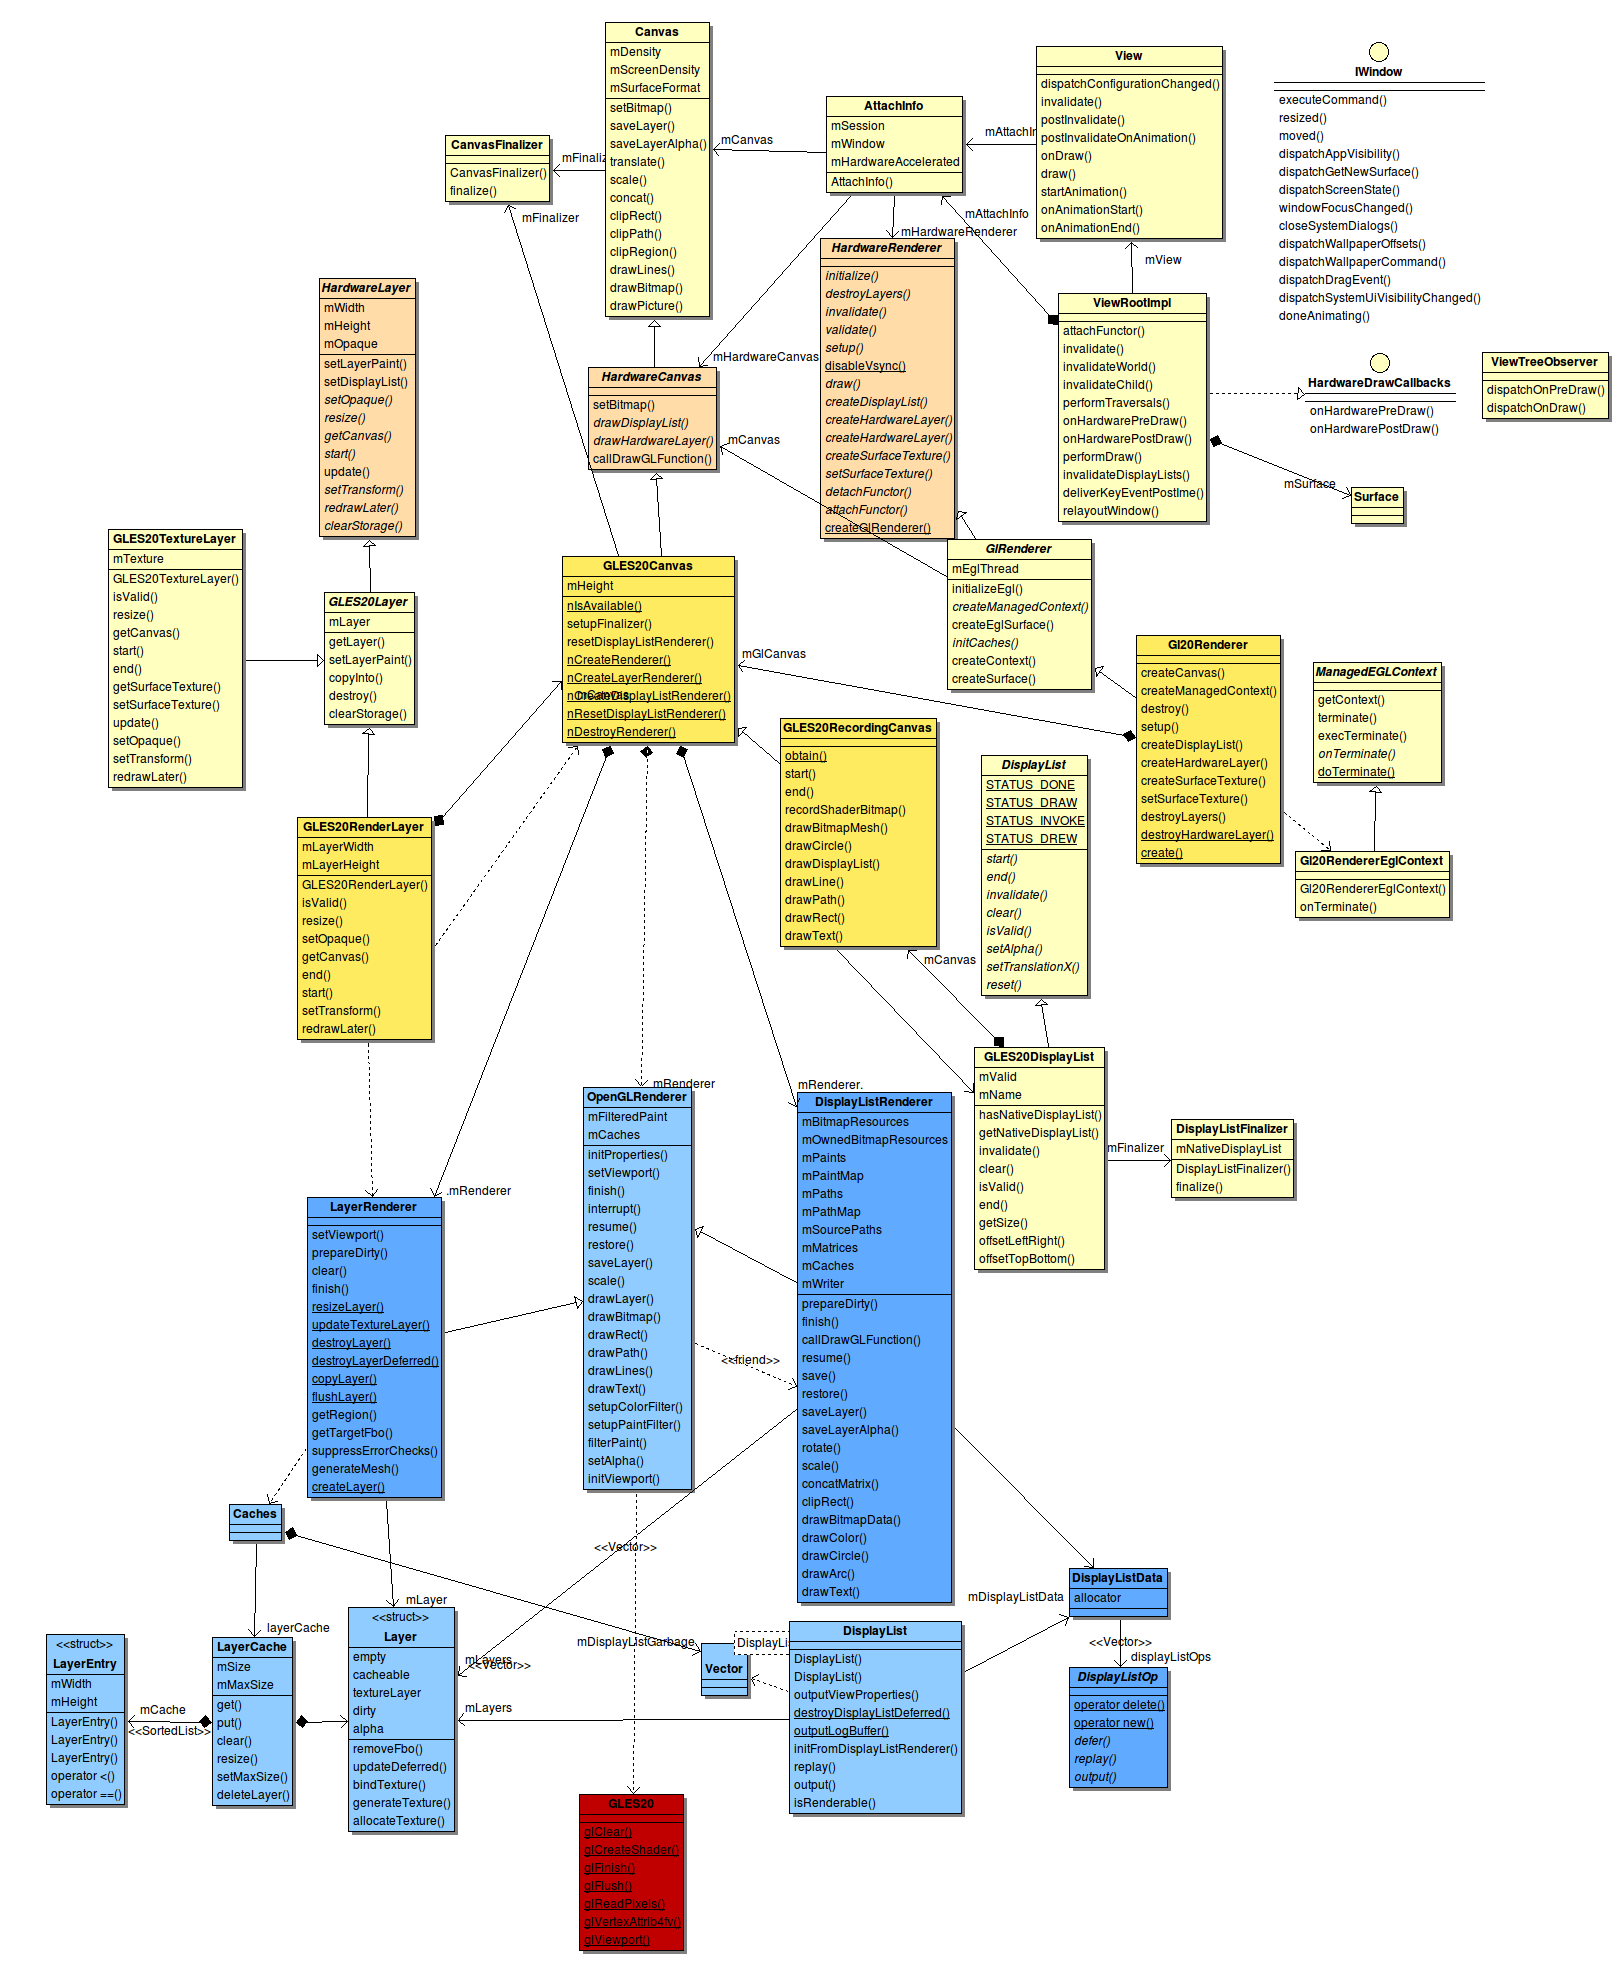 Canvas
mDensity
mScreenDensity
mSurfaceFormat
setBitmap()
saveLayer()
saveLayerAlpha()
translate()
scale()
concat()
clipRect()
clipPath()
clipRegion()
drawLines()
drawBitmap()
drawPicture()
CanvasFinalizer
CanvasFinalizer()
finalize()
mFinaliz
mFinalizer
mCanvas
AttachInfo
mSession
mWindow
mHardwareAccelerated
AttachInfo()
mAttachIn
View
dispatchConfigurationChanged()
invalidate()
postInvalidate()
postInvalidateOnAnimation()
onDraw()
draw()
startAnimation()
onAnimationStart()
onAnimationEnd()
IWindow
executeCommand()
resized()
moved()
dispatchAppVisibility()
dispatchGetNewSurface()
dispatchScreenState()
windowFocusChanged()
closeSystemDialogs()
dispatchWallpaperOffsets()
dispatchWallpaperCommand()
dispatchDragEvent()
dispatchSystemUiVisibilityChanged()
doneAnimating()
mAttachInfo
mHardwareRenderer
mView
HardwareRenderer
initialize()
destroyLayers()
invalidate()
validate()
setup()
disableVsync()
draw()
createDisplayList()
createHardwareLayer()
createHardwareLayer()
createSurfaceTexture()
setSurfaceTexture()
detachFunctor()
attachFunctor()
createGlRenderer()
ViewRootImpl
attachFunctor()
invalidate()
invalidateWorld()
invalidateChild()
performTraversals()
onHardwarePreDraw()
onHardwarePostDraw()
performDraw()
invalidateDisplayLists()
deliverKeyEventPostIme()
relayoutWindow()
HardwareDrawCallbacks
onHardwarePreDraw()
onHardwarePostDraw()
ViewTreeObserver
dispatchOnPreDraw()
dispatchOnDraw()
mSurface
Surface
HardwareLayer
mWidth
mHeight
mOpaque
setLayerPaint()
setDisplayList()
setOpaque()
resize()
getCanvas()
start()
update()
setTransform()
redrawLater()
clearStorage()
mHardwareCanvas
HardwareCanvas
setBitmap()
drawDisplayList()
drawHardwareLayer()
callDrawGLFunction()
mCanvas
GLES20TextureLayer
mTexture
GLES20TextureLayer()
isValid()
resize()
getCanvas()
start()
end()
getSurfaceTexture()
setSurfaceTexture()
update()
setOpaque()
setTransform()
redrawLater()
GLES20Layer
mLayer
getLayer()
setLayerPaint()
copyInto()
destroy()
clearStorage()
GLES20Canvas
mHeight
nIsAvailable()
setupFinalizer()
resetDisplayListRenderer()
nCreateRenderer()
nCreateLayerRenderer()
nCreateDisplayListRenderer()
mCanvas
nResetDisplayListRenderer()
nDestroyRenderer()
mGlCanvas
GlRenderer
mEglThread
initializeEgl()
createManagedContext()
createEglSurface()
initCaches()
createContext()
createSurface()
Gl20Renderer
createCanvas()
createManagedContext()
destroy()
setup()
createDisplayList()
createHardwareLayer()
createSurfaceTexture()
setSurfaceTexture()
destroyLayers()
destroyHardwareLayer()
create()
ManagedEGLContext
getContext()
terminate()
execTerminate()
onTerminate()
doTerminate()
Gl20RendererEglContext
Gl20RendererEglContext()
onTerminate()
GLES20RecordingCanvas
obtain()
start()
end()
recordShaderBitmap()
drawBitmapMesh()
drawCircle()
drawDisplayList()
drawLine()
drawPath()
drawRect()
drawText()
DisplayList
STATUS_DONE
STATUS_DRAW
STATUS_INVOKE
STATUS_DREW
start()
end()
invalidate()
clear()
isValid()
setAlpha()
setTranslationX()
reset()
mCanvas
GLES20RenderLayer
mLayerWidth
mLayerHeight
GLES20RenderLayer()
isValid()
resize()
setOpaque()
getCanvas()
end()
start()
setTransform()
redrawLater()
GLES20DisplayList
mValid
mName
hasNativeDisplayList()
getNativeDisplayList()
invalidate()
clear()
isValid()
end()
getSize()
offsetLeftRight()
offsetTopBottom()
mFinalizer
DisplayListFinalizer
mNativeDisplayList
DisplayListFinalizer()
finalize()
mRenderer
mRenderer.
.mRenderer
OpenGLRenderer
mFilteredPaint
mCaches
initProperties()
setViewport()
finish()
interrupt()
resume()
restore()
saveLayer()
scale()
drawLayer()
drawBitmap()
drawRect()
drawPath()
drawLines()
drawText()
setupColorFilter()
setupPaintFilter()
filterPaint()
setAlpha()
initViewport()
DisplayListRenderer
mBitmapResources
mOwnedBitmapResources
mPaints
mPaintMap
mPaths
mPathMap
mSourcePaths
mMatrices
mCaches
mWriter
prepareDirty()
finish()
callDrawGLFunction()
resume()
save()
restore()
saveLayer()
saveLayerAlpha()
rotate()
scale()
concatMatrix()
clipRect()
drawBitmapData()
drawColor()
drawCircle()
drawArc()
drawText()
LayerRenderer
setViewport()
prepareDirty()
clear()
finish()
resizeLayer()
updateTextureLayer()
destroyLayer()
destroyLayerDeferred()
copyLayer()
flushLayer()
getRegion()
getTargetFbo()
suppressErrorChecks()
generateMesh()
createLayer()
<<friend>>
<<Vector>>
Caches
mLayer
layerCache
<<struct>>
LayerEntry
mWidth
mHeight
LayerEntry()
LayerEntry()
LayerEntry()
operator <()
operator ==()
mCache
<<SortedList>>
LayerCache
mSize
mMaxSize
get()
put()
clear()
resize()
setMaxSize()
deleteLayer()
<<struct>>
Layer
empty
cacheable
textureLayer
dirty
alpha
removeFbo()
updateDeferred()
bindTexture()
generateTexture()
allocateTexture()
mLayers
<<Vector>>
mLayers
mDisplayListGarbage
DisplayLi
Vector
DisplayList
DisplayList()
DisplayList()
outputViewProperties()
destroyDisplayListDeferred()
outputLogBuffer()
initFromDisplayListRenderer()
replay()
output()
isRenderable()
mDisplayListData
DisplayListData
allocator
<<Vector>>
displayListOps
DisplayListOp
operator delete()
operator new()
defer()
replay()
output()
GLES20
glClear()
glCreateShader()
glFinish()
glFlush()
glReadPixels()
glVertexAttrib4fv()
glViewport()